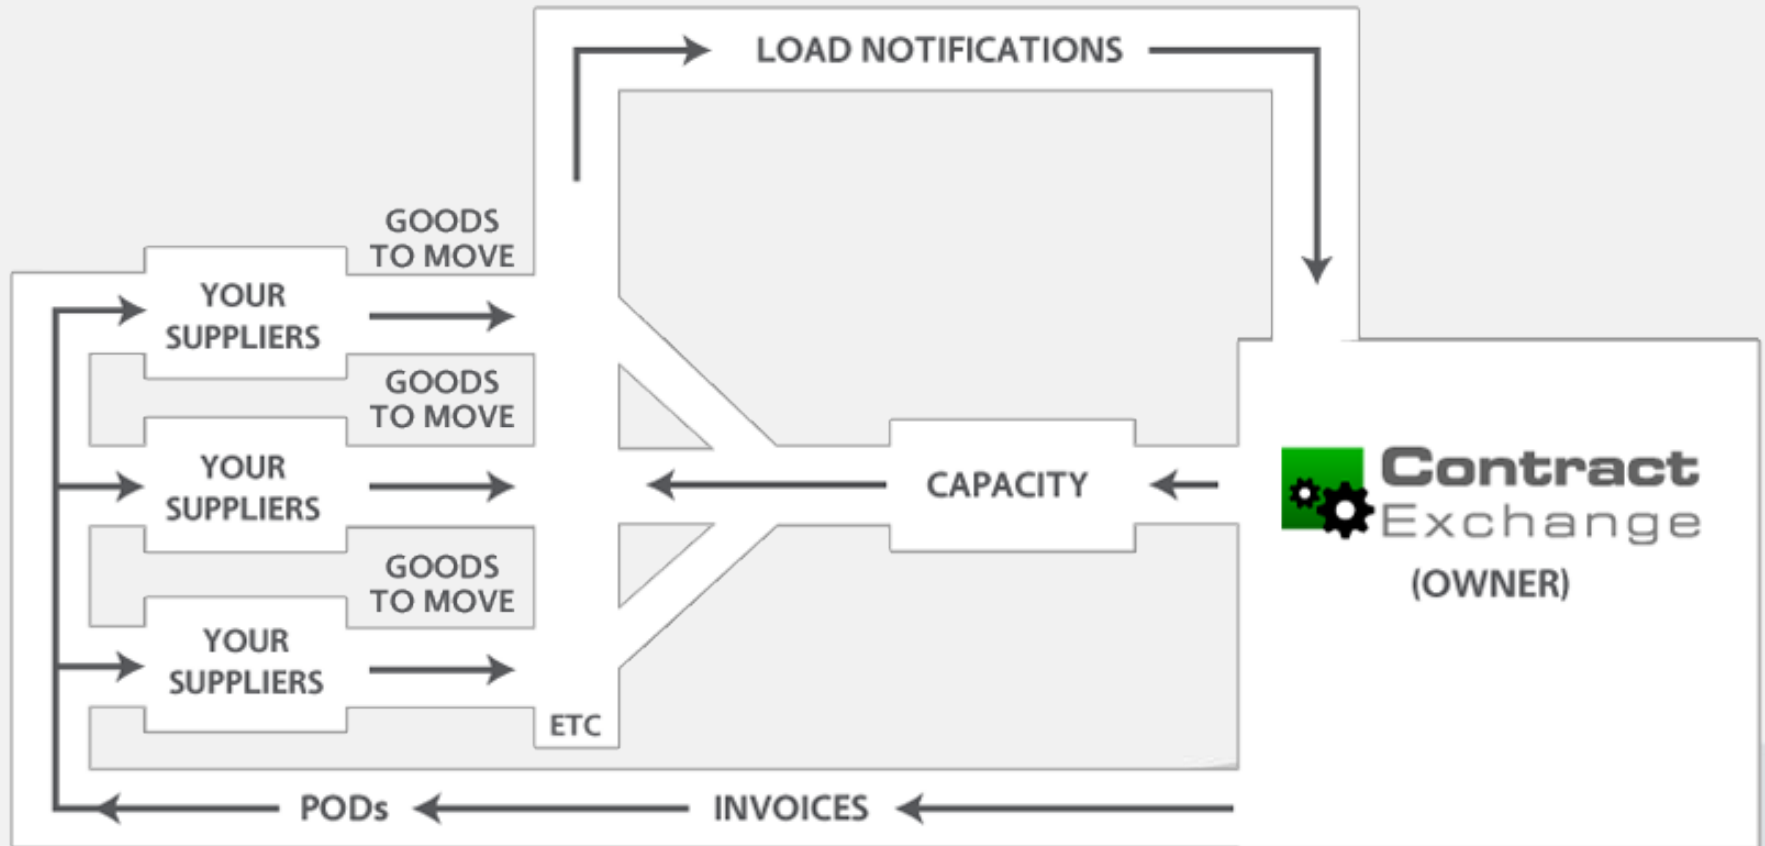 LOAD NOTIFICATIONS
GOODS
TO MOVE
YOUR
SUPPLIERS
GOODS
TO MOVE
YOUR
SUPPLIERS
GOODS
TO MOVE
YOUR
SUPPLIERS
ETC
CAPACITY
Contract
Exchange
(OWNER)
PODs
INVOICES